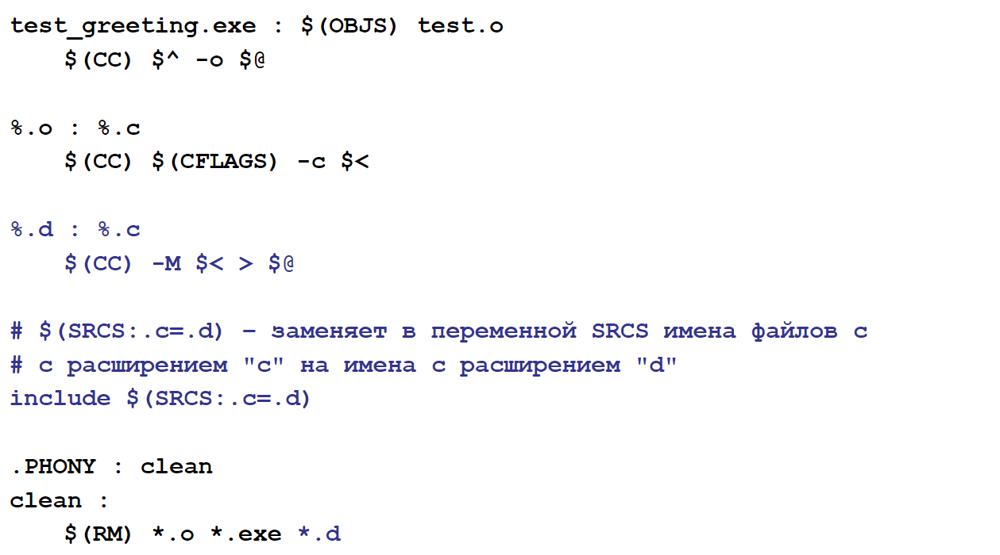 test_greeting.exe : $(OBJS) test.o
    $(CC) $^ -o $@
%.o : %.c
    $(CC) $(CFLAGS) -c $<
%.d : %.c
    $(CC) -M $< > $@
# $(SRCS:.c=.d) – заменяет в переменной SRCS имена файлов с
# с расширением "c" на имена с расширением "d"
include $(SRCS:.c=.d)
.PHONY : clean
clean :
    $(RM) *.o *.exe *.d